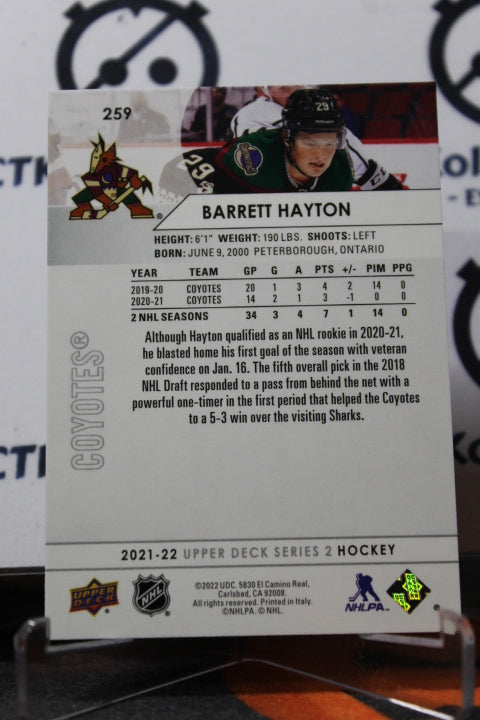 259
29
29
BARRETT HAYTON
HEIGHT: 6'1" WEIGHT: 190 LBS. SHOOTS: LEFT
BORN: JUNE 9, 2000 PETERBOROUGH, ONTARIO
YEAR TEAM GP G A PTS +/- PIM PPG
2019-20 COYOTES 20 1 3 4 2 14 0
2020-21 COYOTES 14 2 1 3 -1 0 0
2 NHL SEASONS 34 3 4 7 1 14 0
COYOTES®
Although Hayton qualified as an NHL rookie in 2020-21,
he blasted home his first goal of the season with veteran
confidence on Jan. 16. The fifth overall pick in the 2018
NHL Draft responded to a pass from behind the net with a
powerful one-timer in the first period that helped the Coyotes
to a 5-3 win over the visiting Sharks.
2021-22 UPPER DECK SERIES 2 HOCKEY
UPPER DECK
NHL
©2022 UDC. 5830 El Camino Real,
Carlsbad, CA 92008.
All rights reserved. Printed in Italy.
©NHLPA. © NHL.
NHLPA